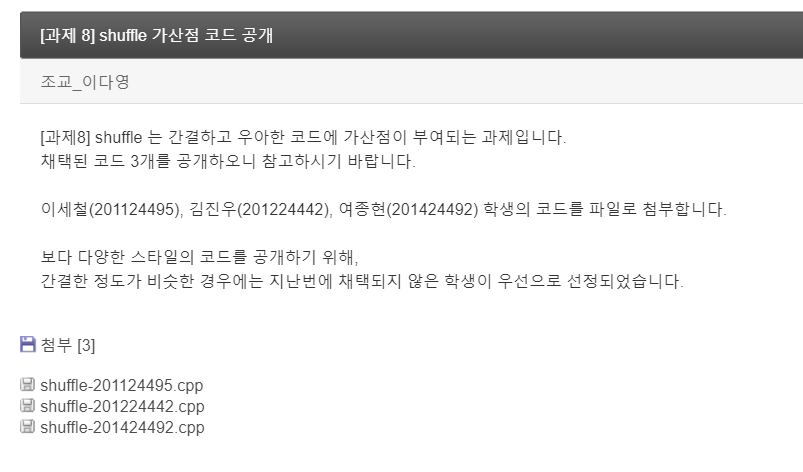 [과제 8] shuffle 가산점 코드 공개
조교_이다영
[과제8] shuffle 는 간결하고 우아한 코드에 가산점이 부여되는 과제입니다.
채택된 코드 3개를 공개하오니 참고하시기 바랍니다.
이세철(201124495), 김진우(201224442), 여종현(201424492) 학생의 코드를 파일로 첨부합니다.
보다 다양한 스타일의 코드를 공개하기 위해,
간결한 정도가 비슷한 경우에는 지난번에 채택되지 않은 학생이 우선으로 선정되었습니다.
첨부 [3]
shuffle-201124495.cpp
shuffle-201224442.cpp
shuffle-201424492.cpp